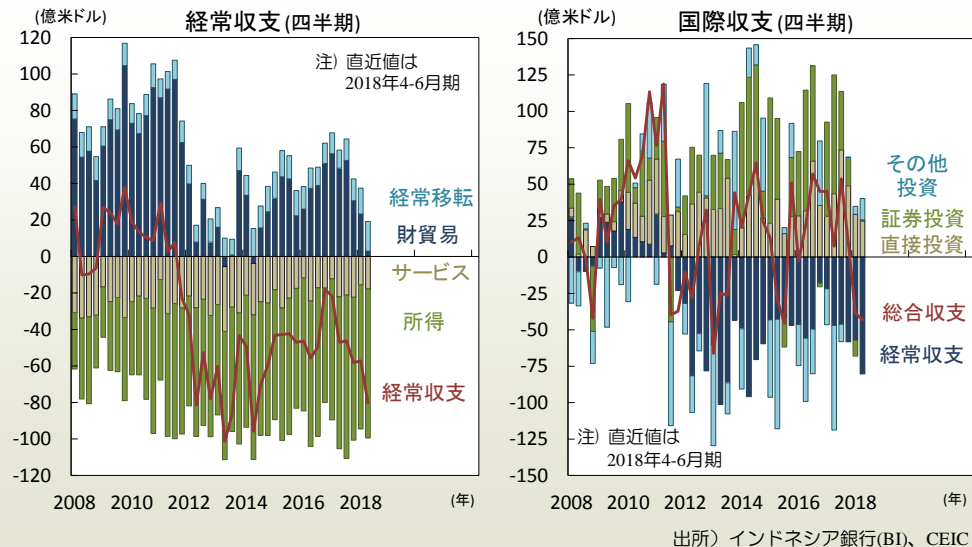 経常収支(四半期)
(億米ドル)
注) 直近値は
2018年4-6月期
120
100
80
60
40
20
0
-20
-40
-60
-80
-100
-120
経常移転
財貿易
サービス
所得
経常収支
2008 2010 2012 2014 2016 2018 (年)
国際収支(四半期)
(億米ドル)
150
125
100
75
50
25
0
-25
-50
-75
-100
-125
-150
その他
投資
証券投資
直接投資
総合収支
経常収支
注) 直近値は
2018年4-6月期
2008 2010 2012 2014 2016 2018 (年)
出所）インドネシア銀行(BI)、CEIC